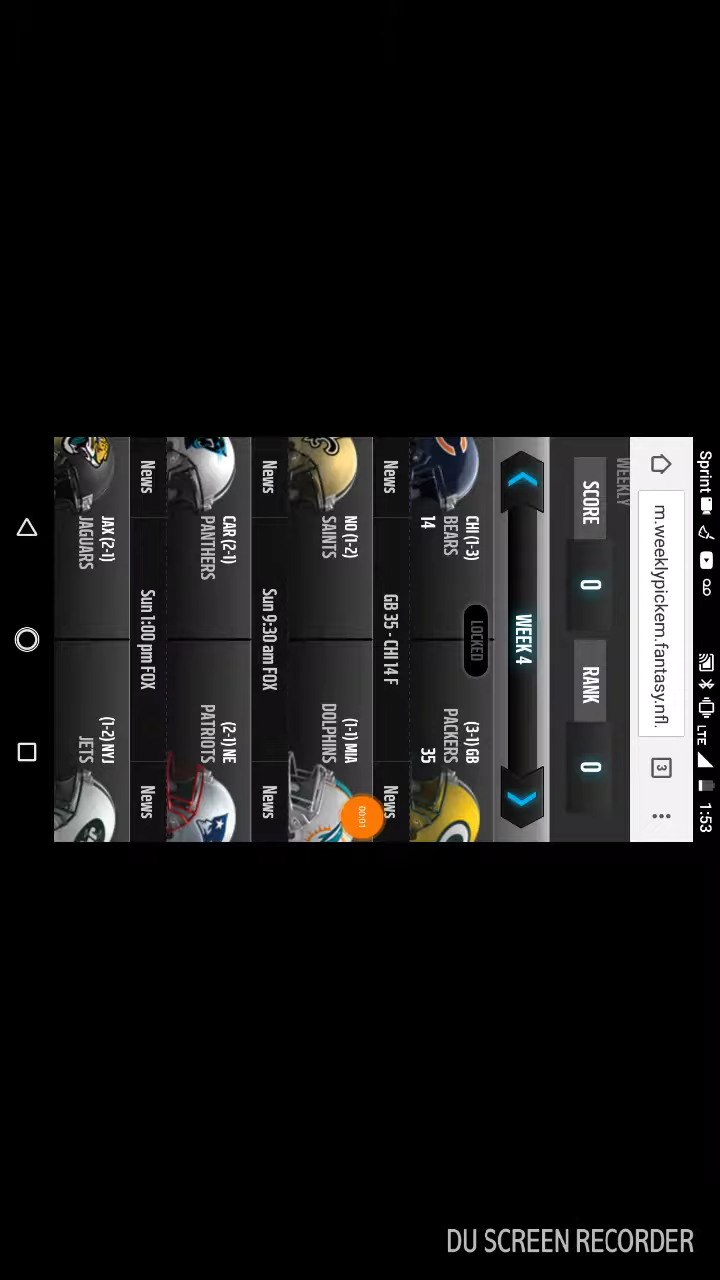 Sprint LTE 1:53
m.weeklypickem.fantasy.nfl. 3
WEEKLY
SCORE 0 RANK 0
WEEK 4
CHI (1-3) (3-1) GB
BEARS LOCKED PACKERS
14 35
News GB 35 - CHI 14 F News
NO (1-2) (1-1) MIA
SAINTS DOLPHINS
00:01
News Sun 9:30 am FOX News
CAR (2-1) (2-1) NE
PANTHERS PATRIOTS
News Sun 1:00 pm FOX News
JAX (2-1) (1-2) NYJ
JAGUARS JETS
DU SCREEN RECORDER